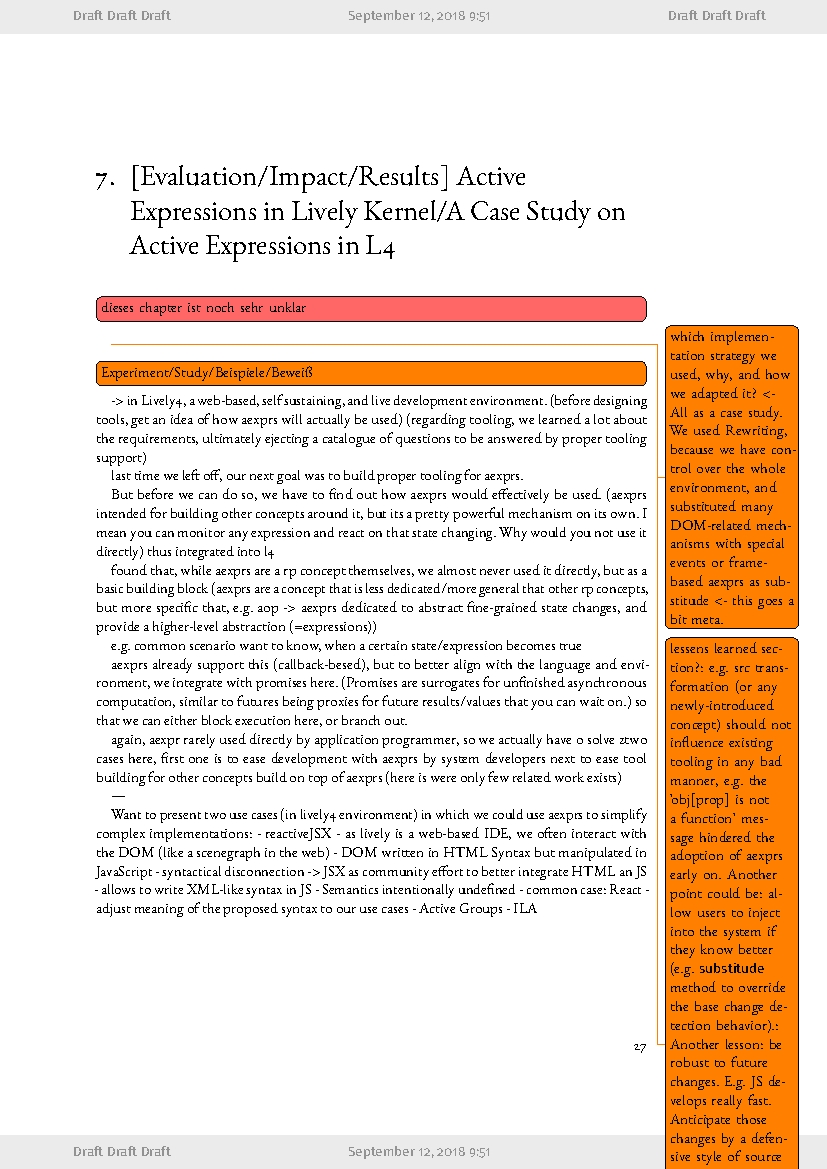 Draft Draft Draft September 12, 2018 9:51 Draft Draft Draft
7. [Evaluation/Impact/Results] Active
Expressions in Lively Kernel/A Case Study on
Active Expressions in L4
dieses chapter ist noch sehr unklar
Experiment/Study/Beispiele/Beweiß
-> in Lively4, a web-based, self sustaining, and live development environment. (before designing
tools, get an idea of how aexprs will actually be used) (regarding tooling, we learned a lot about
the requirements, ultimately ejecting a catalogue of questions to be answered by proper tooling
support)
last time we left off, our next goal was to build proper tooling for aexprs.
But before we can do so, we have to find out how aexprs would effectively be used. (aexprs
intended for building other concepts around it, but its a pretty powerful mechanism on its own. I
mean you can monitor any expression and react on that state changing. Why would you not use it
directly) thus integrated into l4
found that, while aexprs are a rp concept themselves, we almost never used it directly, but as a
basic building block (aexprs are a concept that is less dedicated/more general that other rp concepts,
but more specific that, e.g. aop -> aexprs dedicated to abstract fine-grained state changes, and
provide a higher-level abstraction (=expressions))
e.g. common scenario want to know, when a certain state/expression becomes true
aexprs already support this (callback-besed), but to better align with the language and envi-
ronment, we integrate with promises here. (Promises are surrogates for unfinished asynchronous
computation, similar to futures being proxies for future results/values that you can wait on.) so
that we can either block execution here, or branch out.
again, aexpr rarely used directly by application programmer, so we actually have o solve ztwo
cases here, first one is to ease development with aexprs by system developers next to ease tool
building for other concepts build on top of aexprs (here is were only few related work exists)
—
Want to present two use cases (in lively4 environment) in which we could use aexprs to simplify
complex implementations: - reactiveJSX - as lively is a web-based IDE, we often interact with
the DOM (like a scenegraph in the web) - DOM written in HTML Syntax but manipulated in
JavaScript - syntactical disconnection -> JSX as community effort to better integrate HTML an JS
- allows to write XML-like syntax in JS - Semantics intentionally undefined - common case: React -
adjust meaning of the proposed syntax to our use cases - Active Groups - ILA
which implemen-
tation strategy we
used, why, and how
we adapted it? <-
All as a case study.
We used Rewriting,
because we have con-
trol over the whole
environment, and
substituted many
DOM-related mech-
anisms with special
events or frame-
based aexprs as sub-
stitude <- this goes a
bit meta.
lessens learned sec-
tion?: e.g. src trans-
formation (or any
newly-introduced
concept) should not
influence existing
tooling in any bad
manner, e.g. the
'obj[prop] is not
a function' mes-
sage hindered the
adoption of aexprs
early on. Another
point could be: al-
low users to inject
into the system if
they know better
(e.g. substitude
method to override
the base change de-
tection behavior).:
Another lesson: be
robust to future
changes. E.g. JS de-
velops really fast.
Anticipate those
changes by a defen-
sive style of source
27
Draft Draft Draft September 12, 2018 9:51